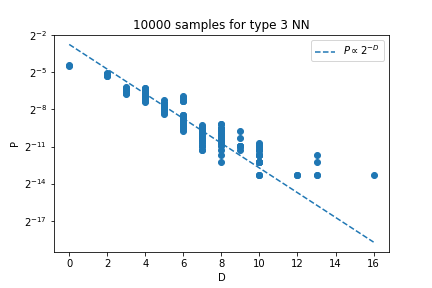 10000 samples for type 3 NN
P ∝ 2⁻ᴰ
2⁻²
2⁻⁵
2⁻⁸
2⁻¹¹
2⁻¹⁴
2⁻¹⁷
P
0 2 4 6 8 10 12 14 16
D